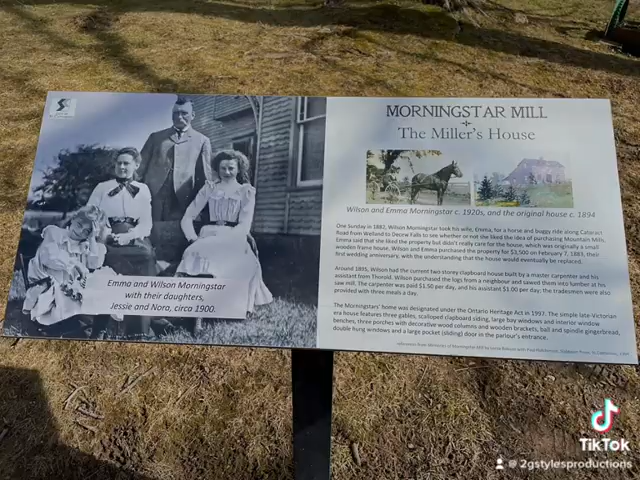 MORNINGSTAR MILL
The Miller's House
Wilson and Emma Morningstar c. 1920s, and the original house c. 1894
One Sunday in 1882, Wilson Morningstar took his wife, Emma, for a horse and buggy ride along Cataract
Road from Welland to Decew Falls to see whether or not she liked the idea of purchasing Mountain Mills.
Emma said that she liked the property but didn't really care for the house, which was originally a small
wooden frame house. Wilson and Emma purchased the property for $3,500 on February 7, 1883, their
first wedding anniversary, with the understanding that the house would eventually be replaced.
Around 1895, Wilson had the current two storey clapboard house built by a master carpenter and his
assistant from Thorold. Wilson purchased the logs from a neighbour and sawed them into lumber at his
saw mill. The carpenter was paid $1.50 per day, and his assistant $1.00 per day; the tradesmen were also
provided with three meals a day.
The Morningstars' home was designated under the Ontario Heritage Act in 1997. The simple late-Victorian
era house features three gables, scalloped clapboard siding, large bay windows and interior window
benches, three porches with decorative wood columns and wooden brackets, ball and spindle gingerbread,
double hung windows and a large pocket (sliding) door in the parlour's entrance.
Emma and Wilson Morningstar
with their daughters,
Jessie and Nora, circa 1900.
TikTok
@2gstylesproductions